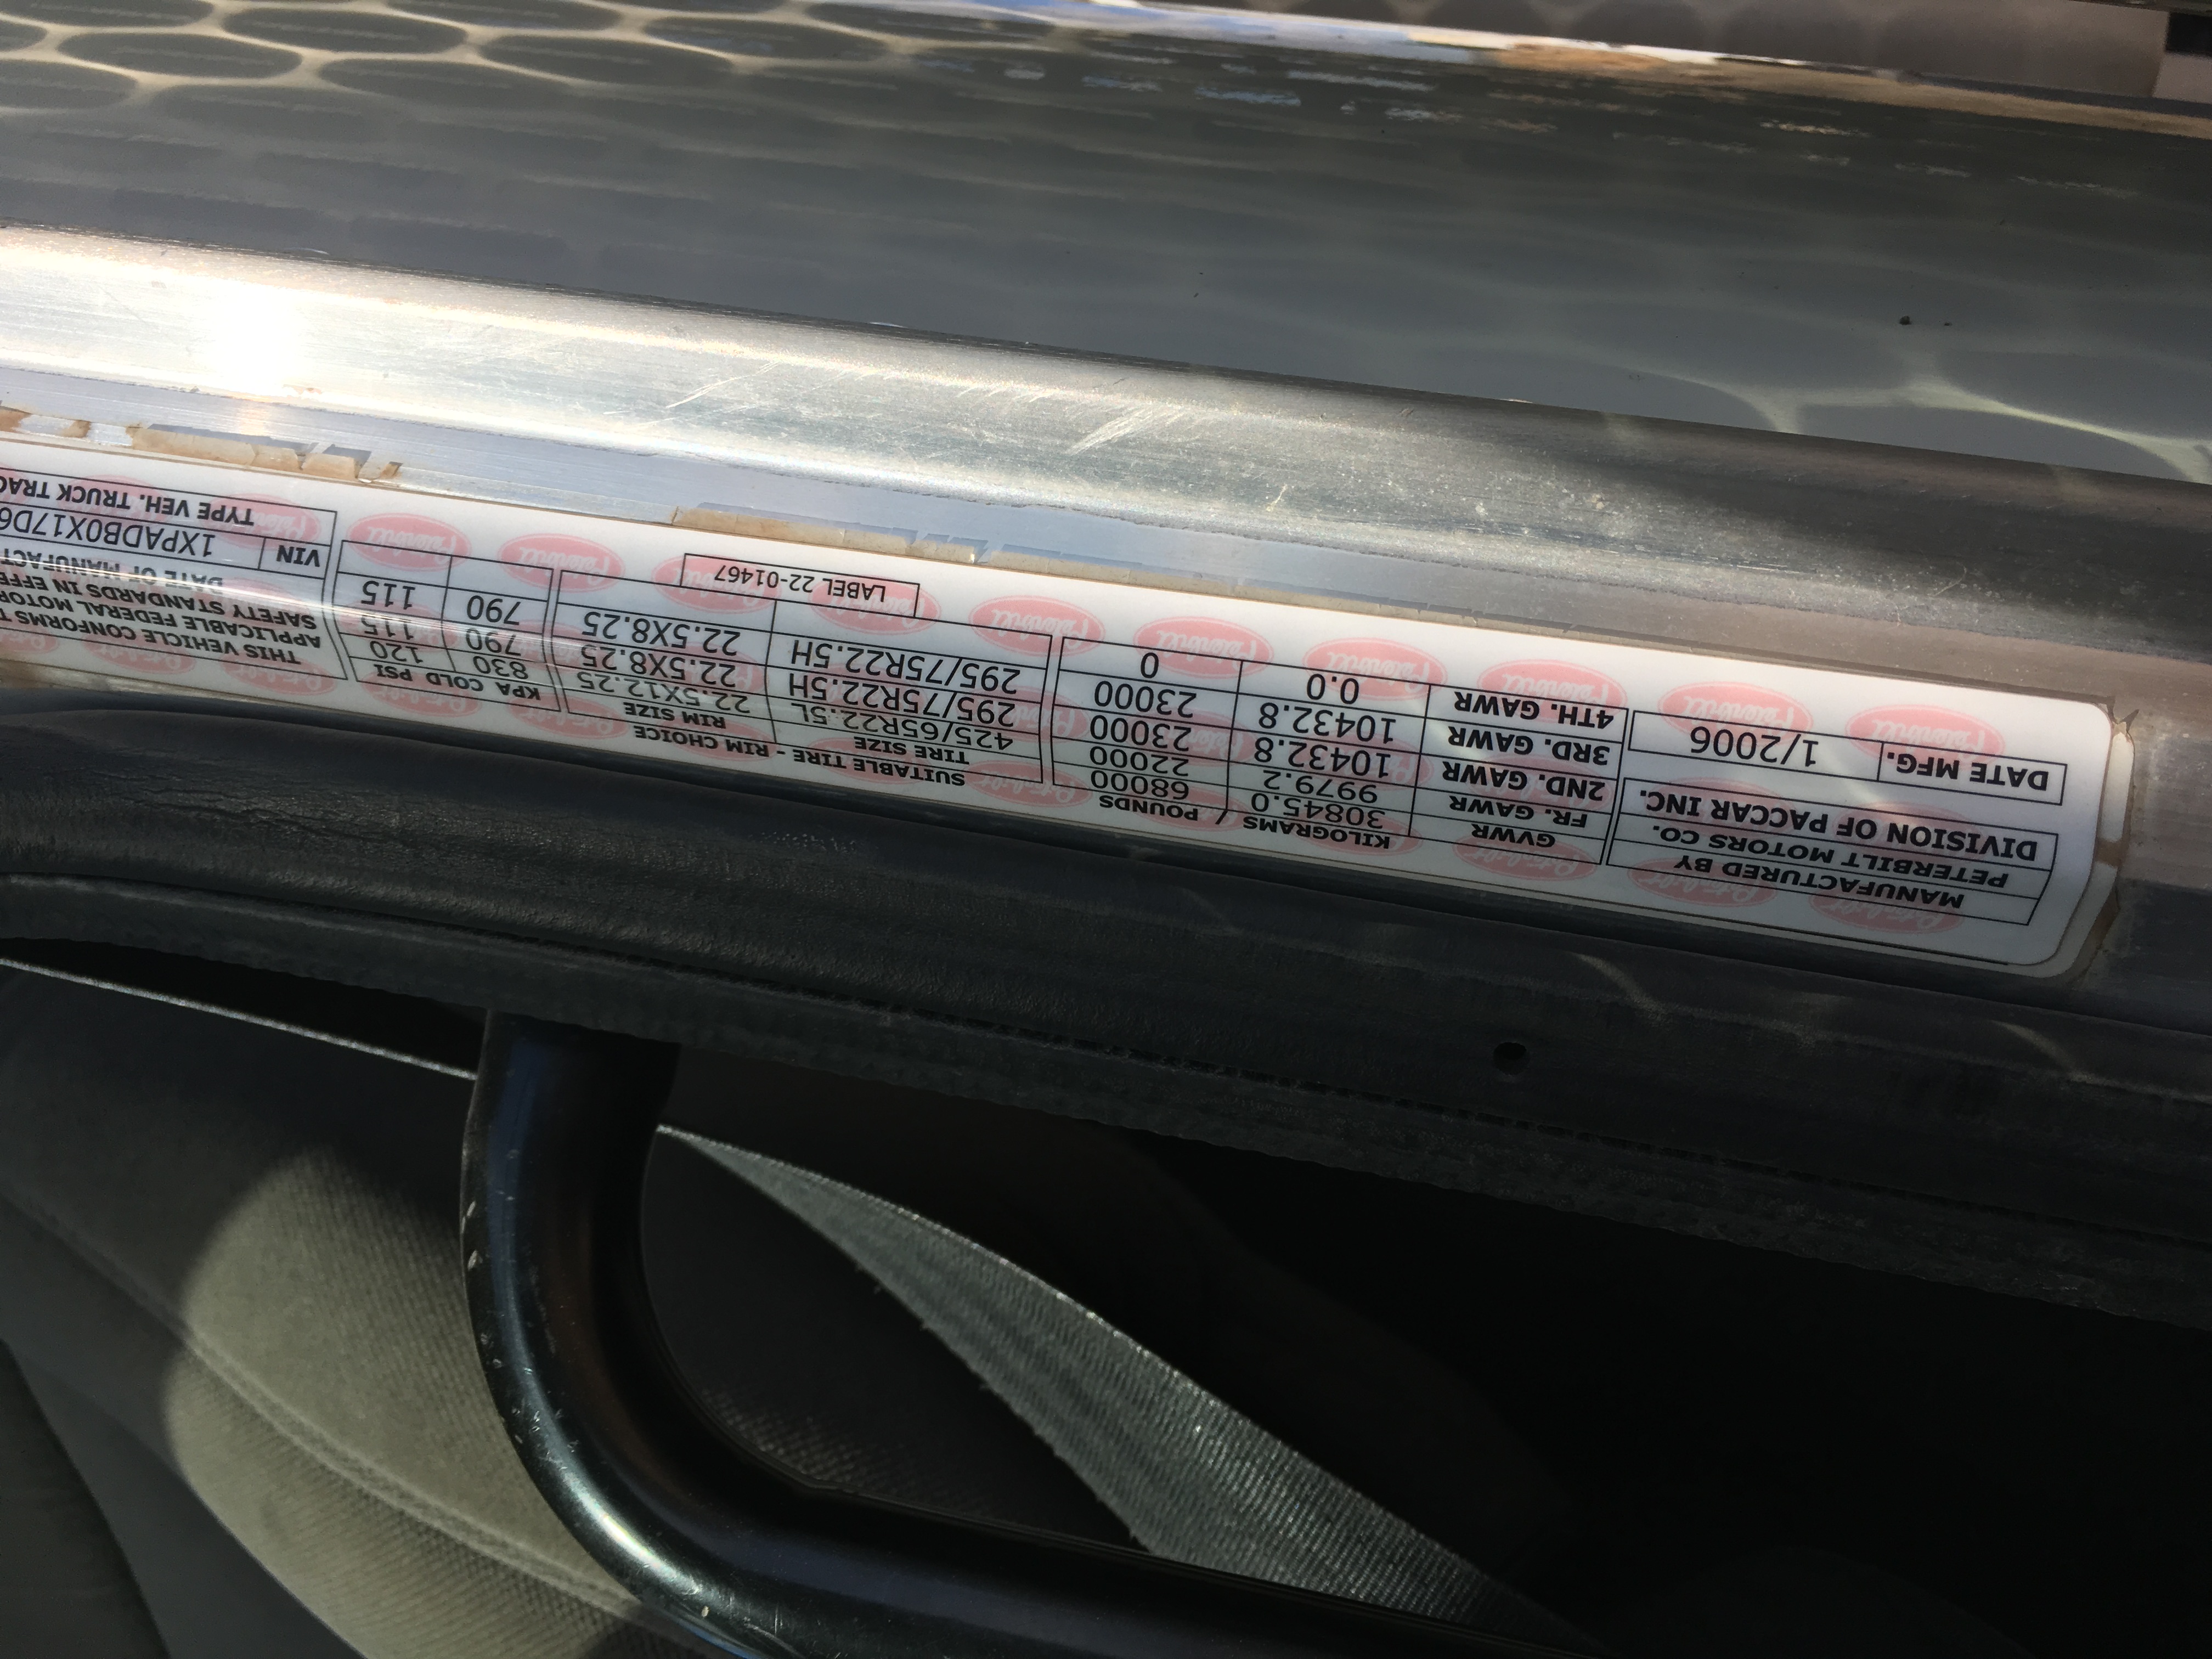 MANUFACTURED BY
PETERBILT MOTORS CO.
DIVISION OF PACCAR INC.
DATE MFG. 1/2006
KILOGRAMS / POUNDS
GVWR 30845.0 68000
FR. GAWR 9979.2 22000
2ND. GAWR 10432.8 23000
3RD. GAWR 10432.8 23000
4TH. GAWR 0.0 0
SUITABLE TIRE - RIM CHOICE
TIRE SIZE RIM SIZE KPA COLD PSI
425/65R22.5L 22.5X12.25 830 120
295/75R22.5H 22.5X8.25 790 115
295/75R22.5H 22.5X8.25 790 115
LABEL 22-01467
THIS VEHICLE CONFORMS T
APPLICABLE FEDERAL MOTOR
SAFETY STANDARDS IN EFFE
DATE OF MANUFACT
VIN 1XPADB0X17D6
TYPE VEH. TRUCK TRAC
Peterbilt